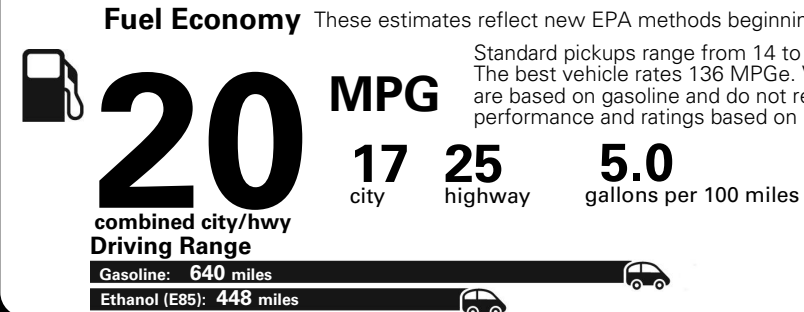 Fuel Economy These estimates reflect new EPA methods
Standard pickups range from 14 to
The best vehicle rates 136 MPGe.
are based on gasoline and do not
performance and ratings based on
20 MPG
combined city/hwy
17 city
25 highway
5.0 gallons per 100 miles
Driving Range
Gasoline: 640 miles
Ethanol (E85): 448 miles